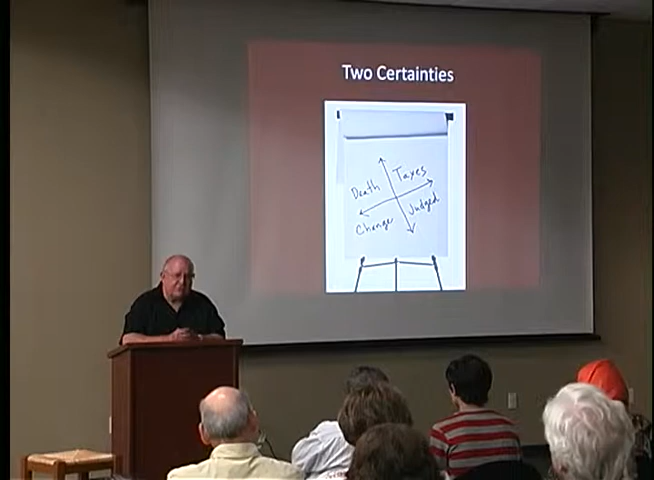 Two Certainties
Death
Taxes
Change
Judged